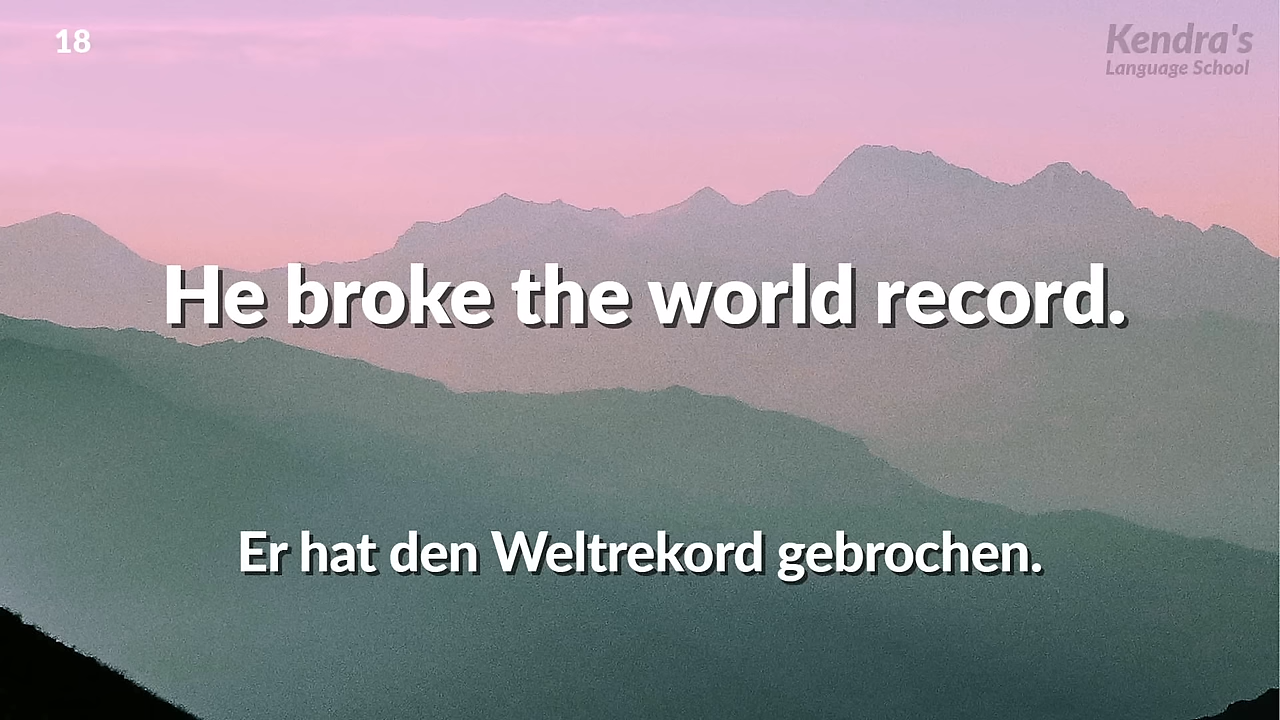 18
Kendra's
Language School
He broke the world record.
Er hat den Weltrekord gebrochen.